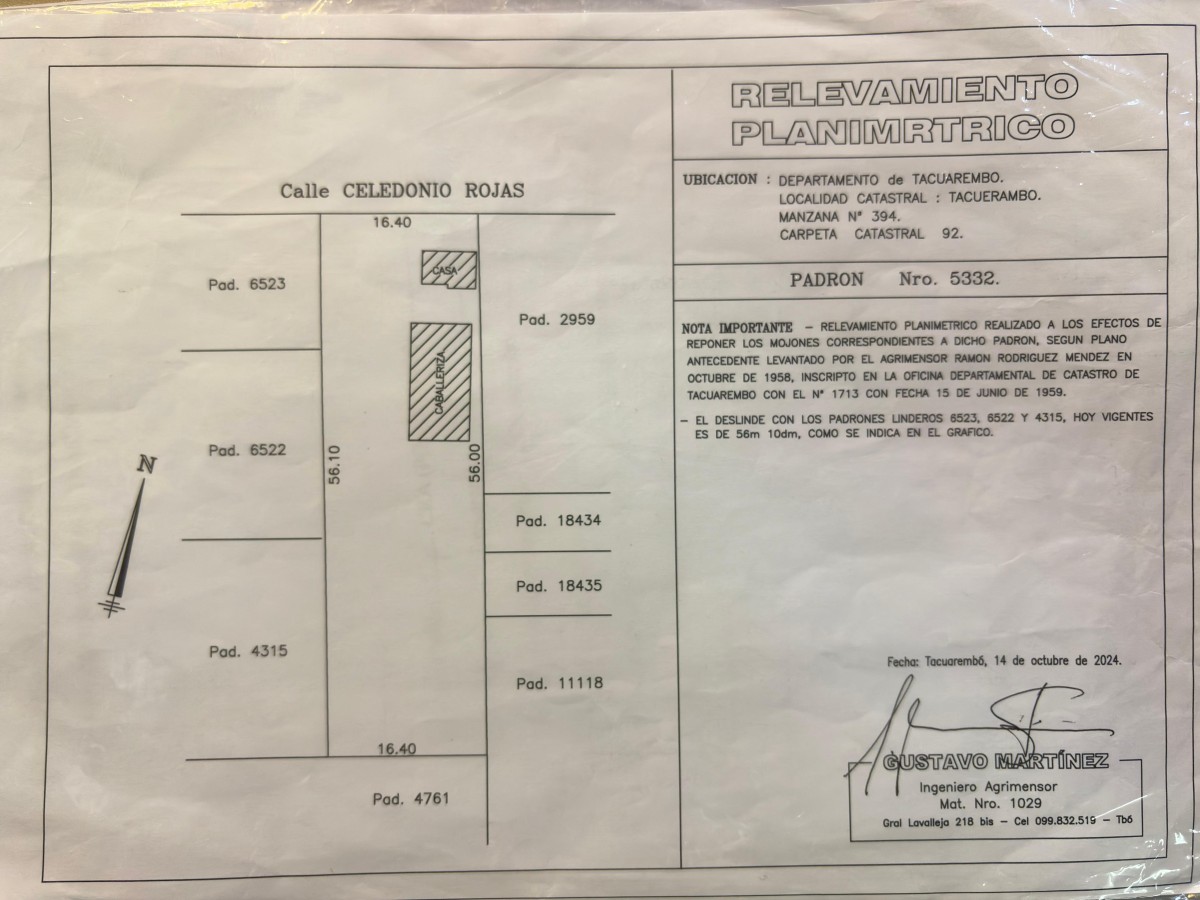 RELEVAMIENTO
PLANIMRTRICO
UBICACION : DEPARTAMENTO de TACUAREMBO.
LOCALIDAD CATASTRAL : TACUERAMBO.
MANZANA Nº 394.
CARPETA CATASTRAL 92.
PADRON Nro. 5332.
NOTA IMPORTANTE – RELEVAMIENTO PLANIMETRICO REALIZADO A LOS EFECTOS DE
REPONER LOS MOJONES CORRESPONDIENTES A DICHO PADRON, SEGUN PLANO
ANTECEDENTE LEVANTADO POR EL AGRIMENSOR RAMON RODRIGUEZ MENDEZ EN
OCTUBRE DE 1958, INSCRIPTO EN LA OFICINA DEPARTAMENTAL DE CATASTRO DE
TACUAREMBO CON EL Nº 1713 CON FECHA 15 DE JUNIO DE 1959.
– EL DESLINDE CON LOS PADRONES LINDEROS 6523, 6522 Y 4315, HOY VIGENTES
ES DE 56m 10dm, COMO SE INDICA EN EL GRAFICO.
Fecha: Tacuarembó, 14 de octubre de 2024.
GUSTAVO MARTÍNEZ
Ingeniero Agrimensor
Mat. Nro. 1029
Gral Lavalleja 218 bis – Cel 099.832.519 – Tbó
Calle CELEDONIO ROJAS
16.40
CASA
Pad. 6523
Pad. 2959
CABALLERIZA
Pad. 6522
56.10
56.00
N
Pad. 18434
Pad. 18435
Pad. 4315
Pad. 11118
16.40
Pad. 4761